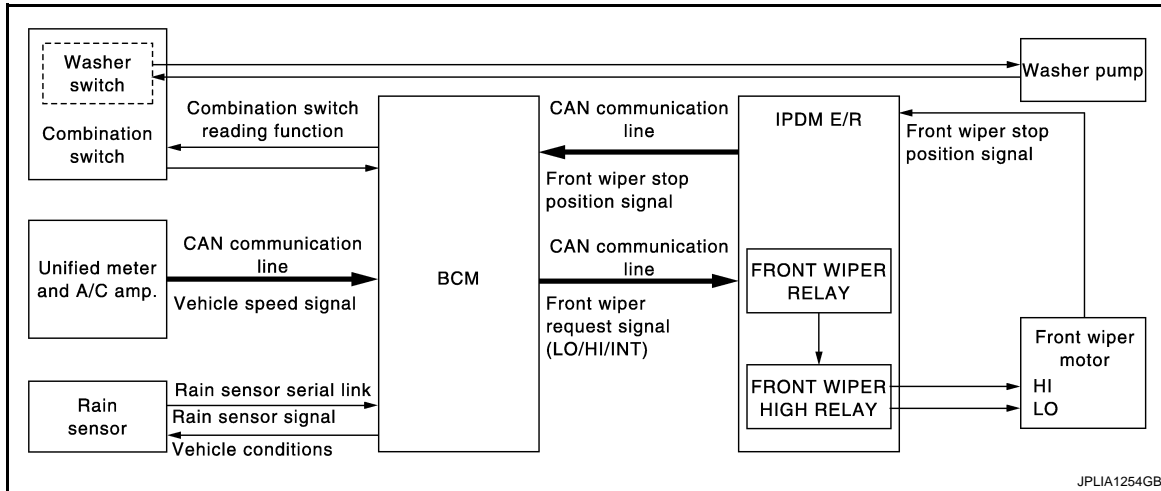 Washer
switch
Combination
switch
Combination switch
reading function
Unified meter
and A/C amp.
CAN communication
line
Vehicle speed signal
Rain
sensor
Rain sensor serial link
Rain sensor signal
Vehicle conditions
BCM
CAN communication
line
Front wiper stop
position signal
CAN communication
line
Front wiper
request signal
(LO/HI/INT)
IPDM E/R
FRONT WIPER
RELAY
FRONT WIPER
HIGH RELAY
Washer pump
Front wiper stop
position signal
Front wiper
motor
HI
LO
JPLIA1254GB